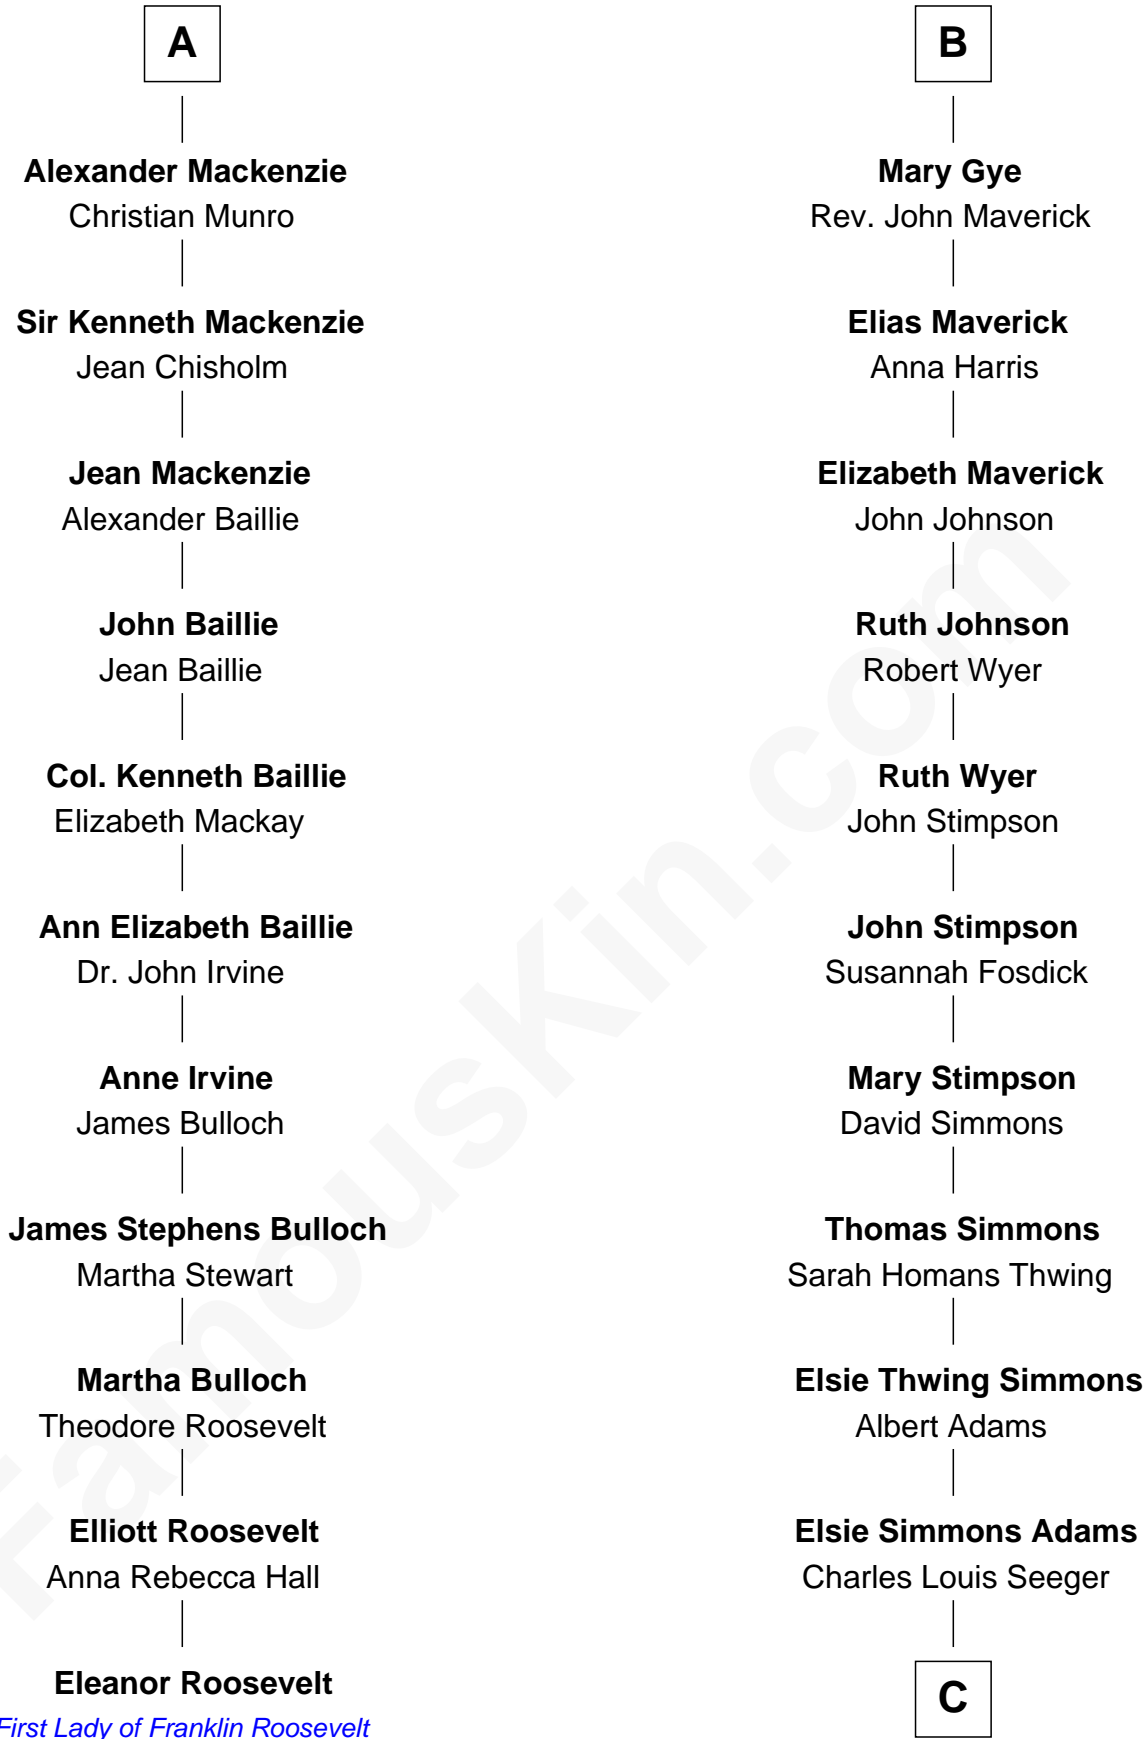 A
Alexander Mackenzie
Christian Munro
Sir Kenneth Mackenzie
Jean Chisholm
Jean Mackenzie
Alexander Baillie
John Baillie
Jean Baillie
Col. Kenneth Baillie
Elizabeth Mackay
Ann Elizabeth Baillie
Dr. John Irvine
Anne Irvine
James Bulloch
James Stephens Bulloch
Martha Stewart
Martha Bulloch
Theodore Roosevelt
Elliott Roosevelt
Anna Rebecca Hall
Eleanor Roosevelt
First Lady of Franklin Roosevelt
B
Mary Gye
Rev. John Maverick
Elias Maverick
Anna Harris
Elizabeth Maverick
John Johnson
Ruth Johnson
Robert Wyer
Ruth Wyer
John Stimpson
John Stimpson
Susannah Fosdick
Mary Stimpson
David Simmons
Thomas Simmons
Sarah Homans Thwing
Elsie Thwing Simmons
Albert Adams
Elsie Simmons Adams
Charles Louis Seeger
C
FamousKin.com